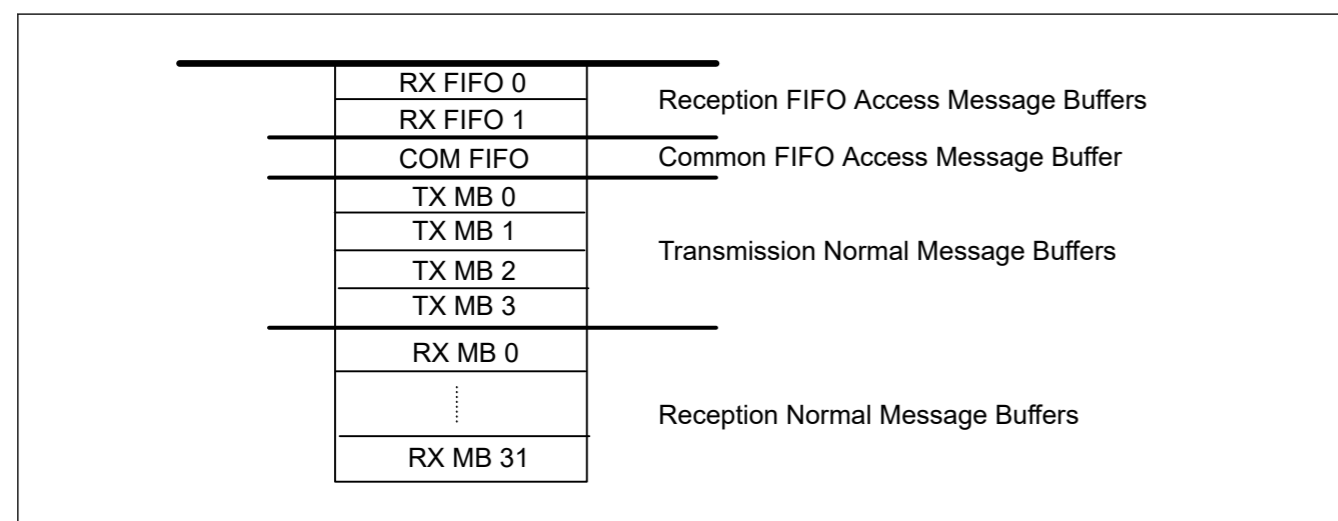 RX FIFO 0
RX FIFO 1
Reception FIFO Access Message Buffers
COM FIFO
Common FIFO Access Message Buffer
TX MB 0
TX MB 1
TX MB 2
TX MB 3
Transmission Normal Message Buffers
RX MB 0
RX MB 31
Reception Normal Message Buffers